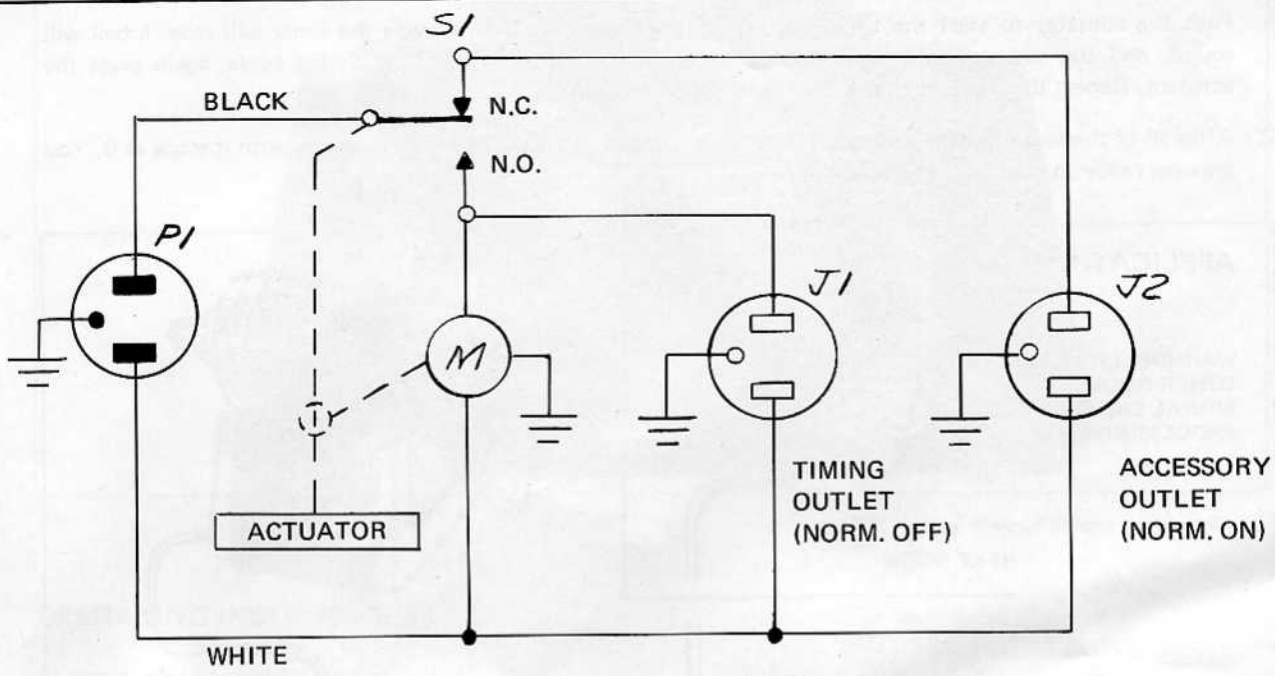 S1
BLACK
N.C.
N.O.
P1
J1
J2
M
TIMING
OUTLET
(NORM. OFF)
ACCESSORY
OUTLET
(NORM. ON)
ACTUATOR
WHITE